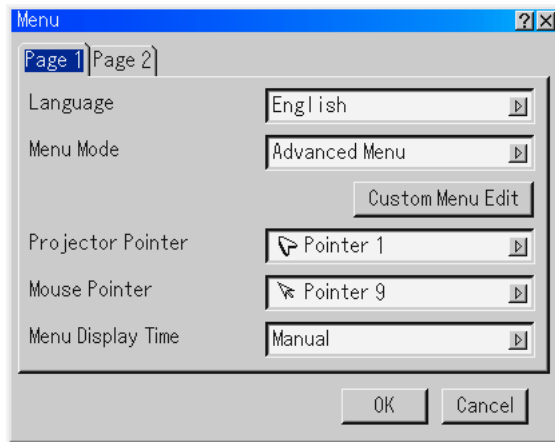 Menu
Page 1 Page 2
Language English
Menu Mode Advanced Menu
Custom Menu Edit
Projector Pointer Pointer 1
Mouse Pointer Pointer 9
Menu Display Time Manual
OK Cancel